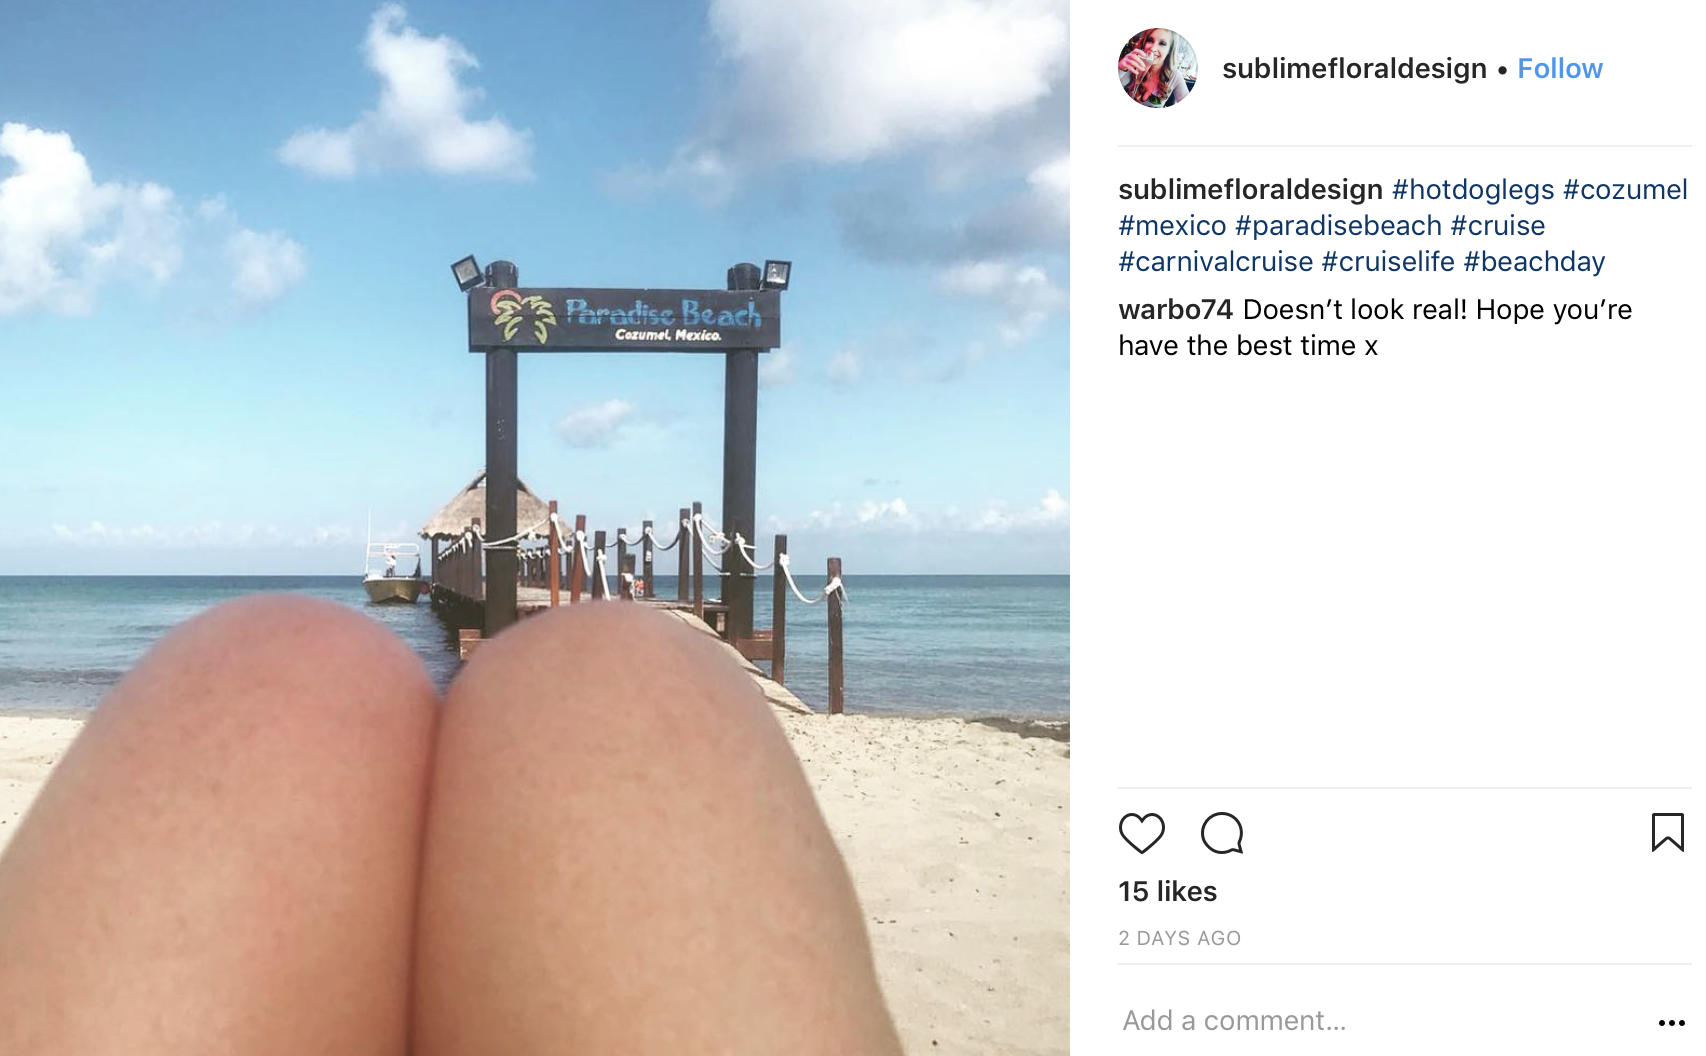 Paradise Beach
Cozumel, Mexico.
sublimefloraldesign • Follow
sublimefloraldesign #hotdoglegs #cozumel
#mexico #paradisebeach #cruise
#carnivalcruise #cruiselife #beachday
warbo74 Doesn’t look real! Hope you’re
have the best time x
15 likes
2 DAYS AGO
Add a comment...